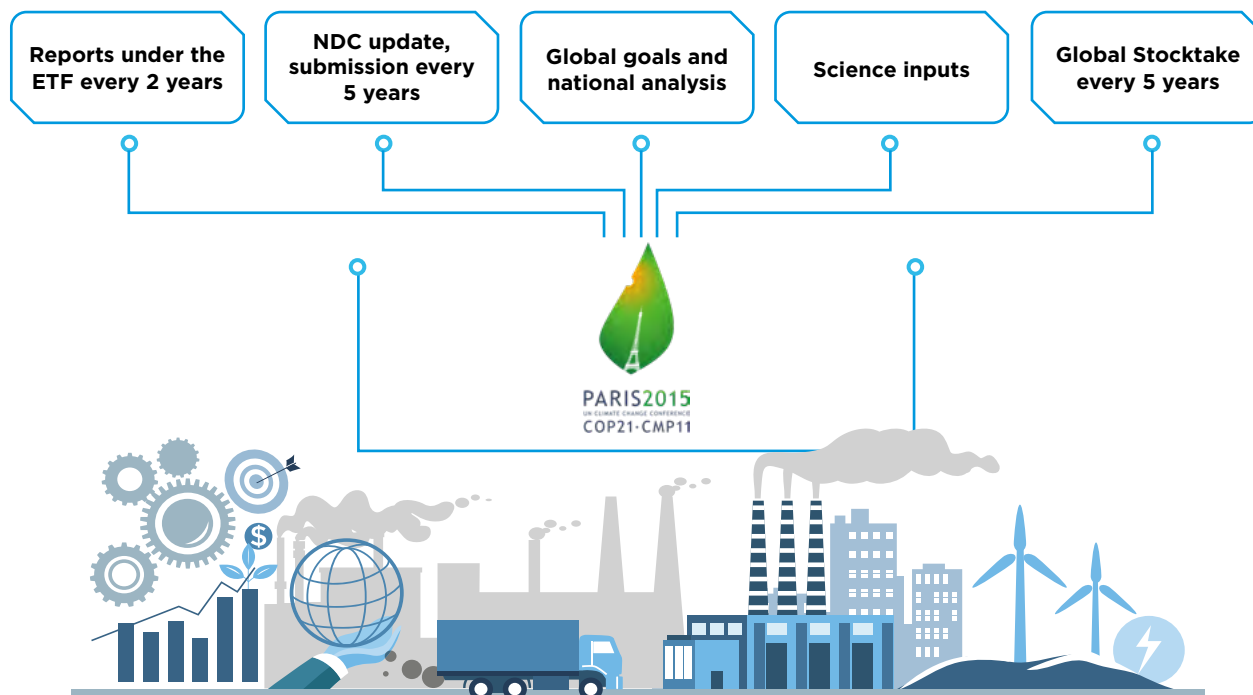 Reports under the
ETF every 2 years
NDC update,
submission every
5 years
Global goals and
national analysis
Science inputs
Global Stocktake
every 5 years
PARIS2015
UN CLIMATE CHANGE CONFERENCE
COP21·CMP11
$